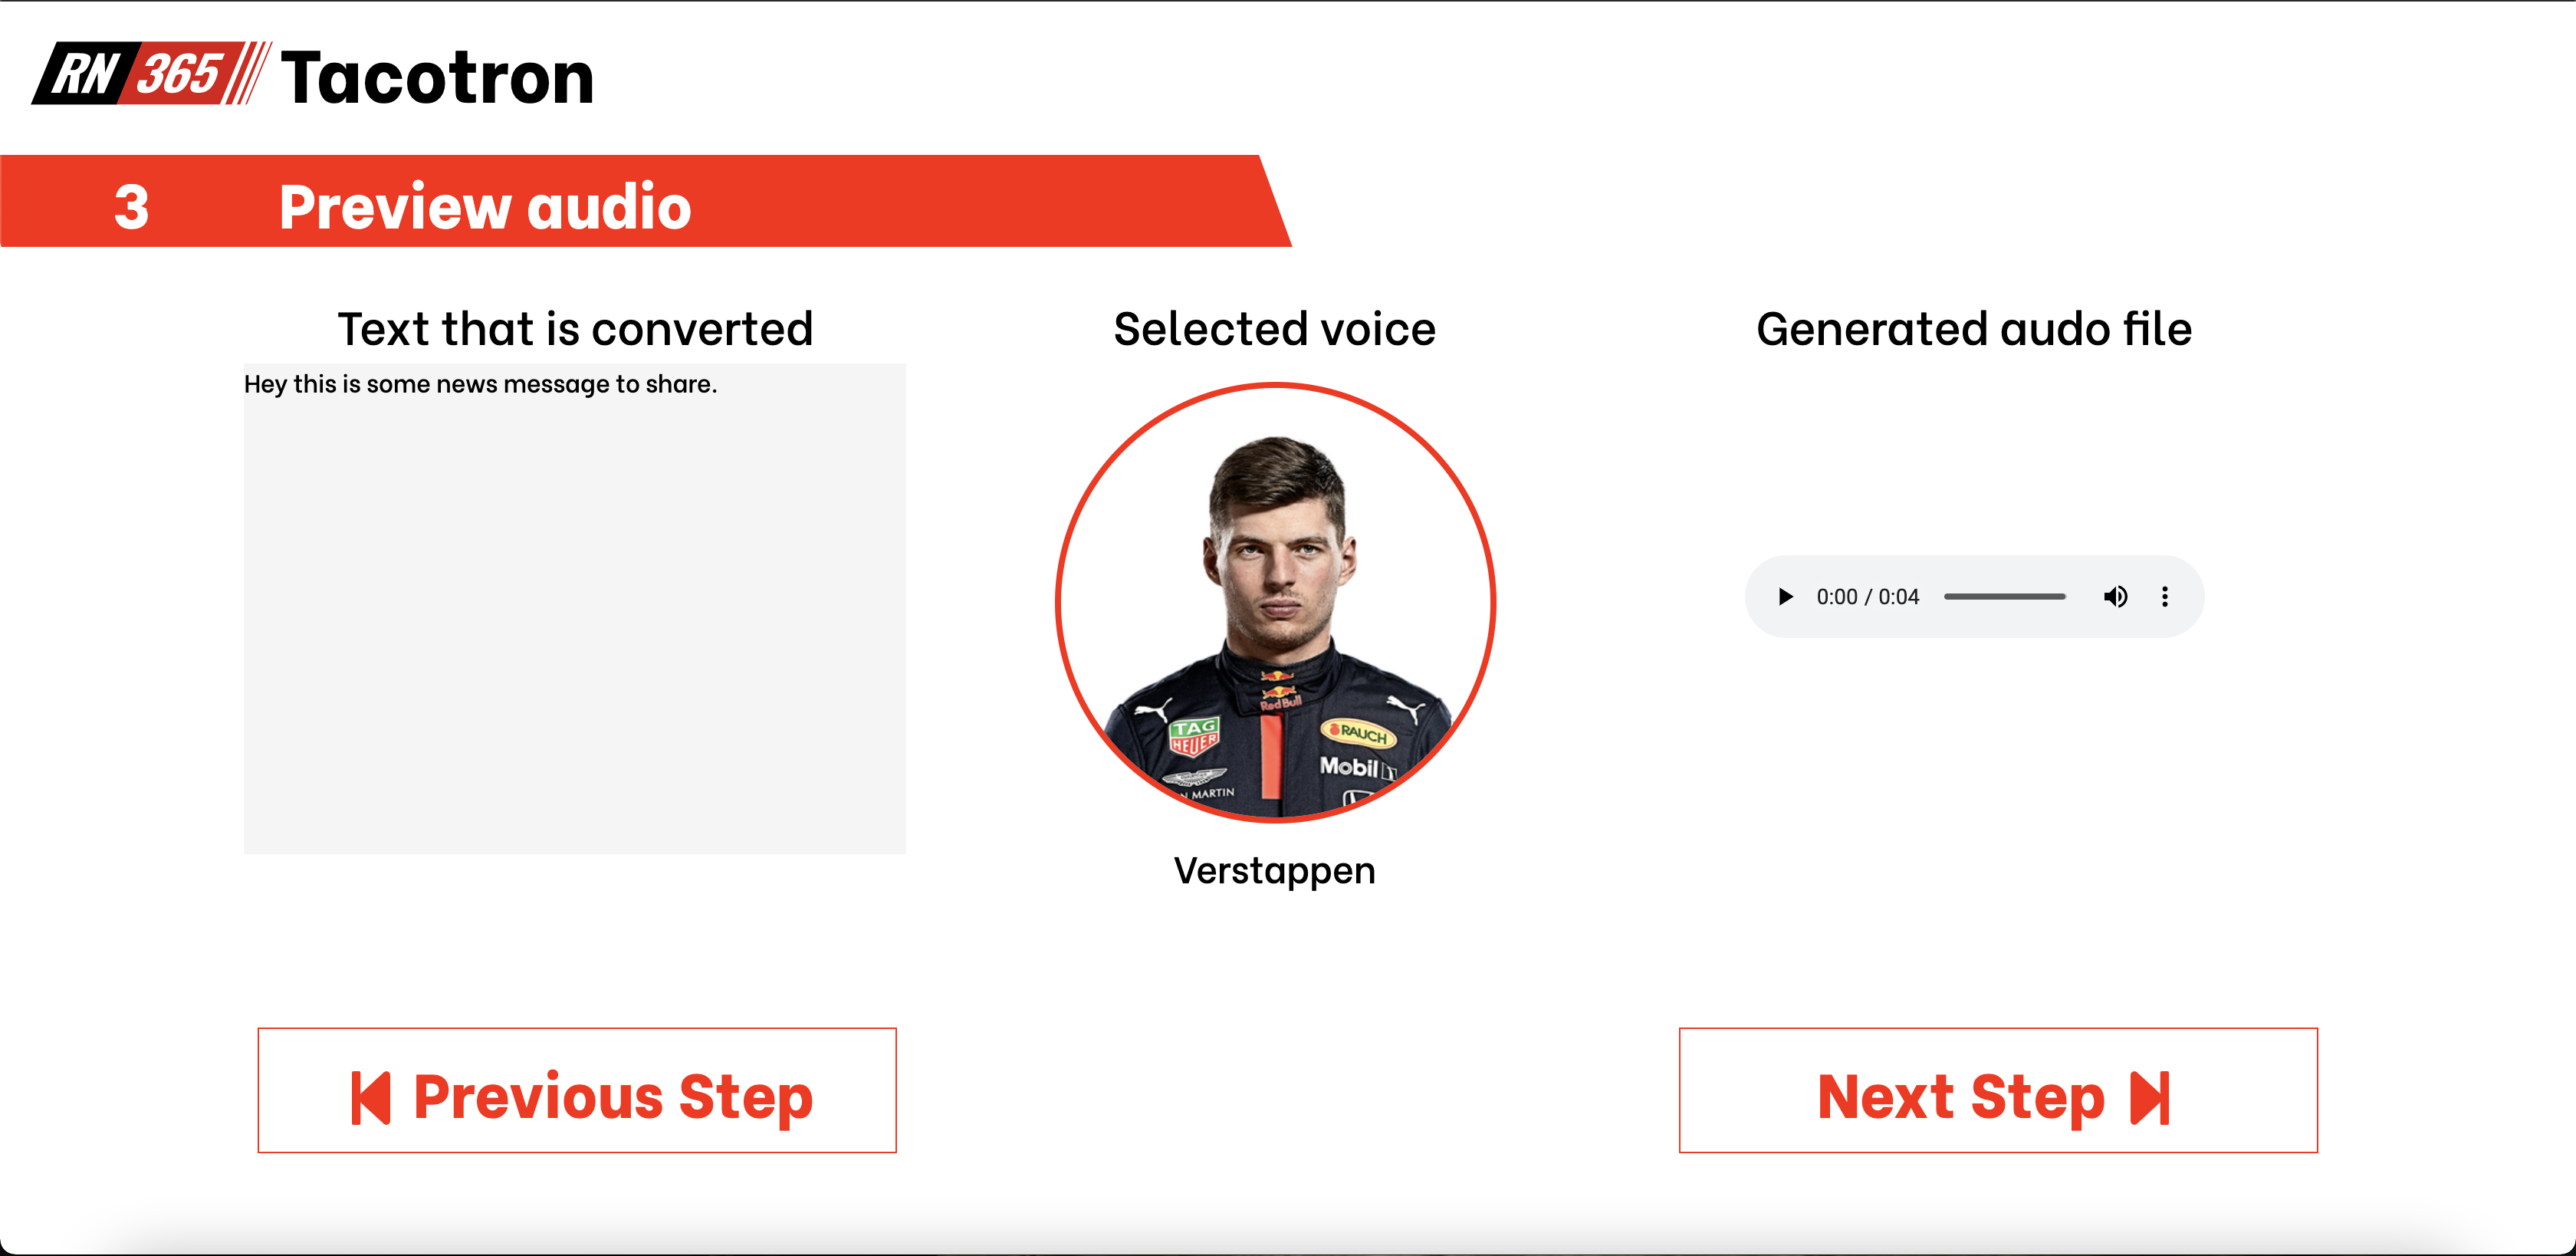 RN 365 Tacotron
3 Preview audio
Text that is converted
Hey this is some news message to share.
Selected voice
Red Bull
TAG
HEUER
RAUCH
Mobil 1
N MARTIN
Verstappen
Generated audo file
0:00 / 0:04
Previous Step
Next Step